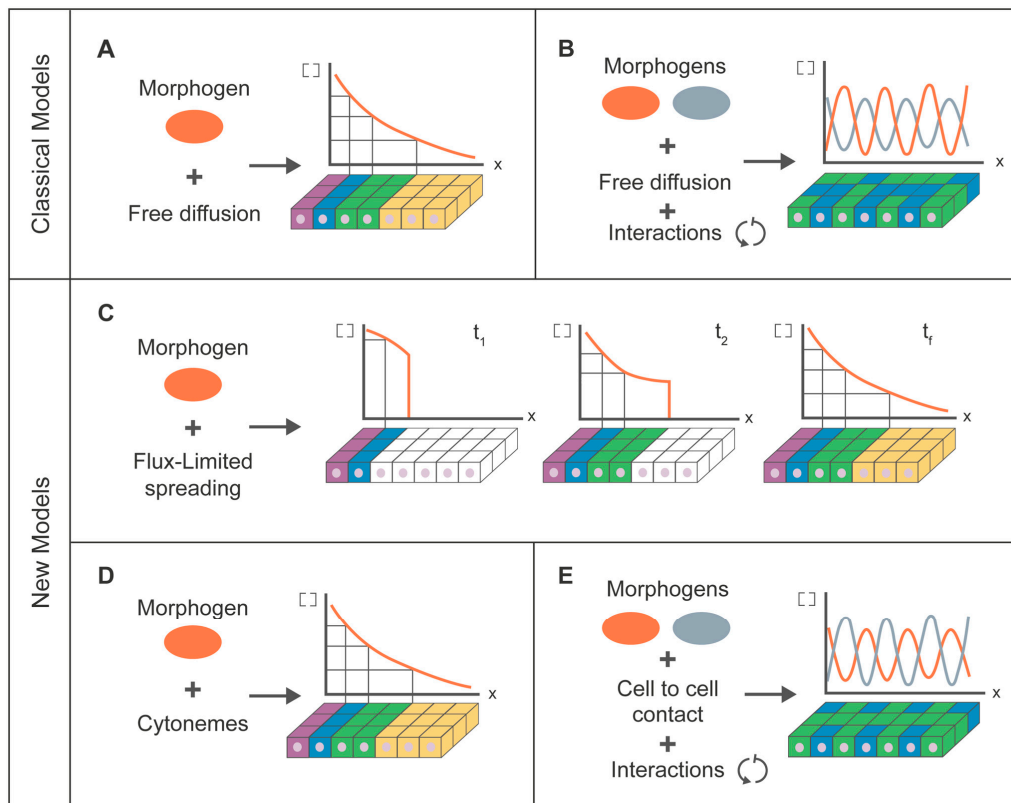 Classical Models
A
Morphogen
+
Free diffusion
[ ]
x
B
Morphogens
+
Free diffusion
+
Interactions
[ ]
x
New Models
C
Morphogen
+
Flux-Limited
spreading
[ ]
t1
x
[ ]
t2
x
[ ]
tf
x
D
Morphogen
+
Cytonemes
[ ]
x
E
Morphogens
+
Cell to cell
contact
+
Interactions
[ ]
x